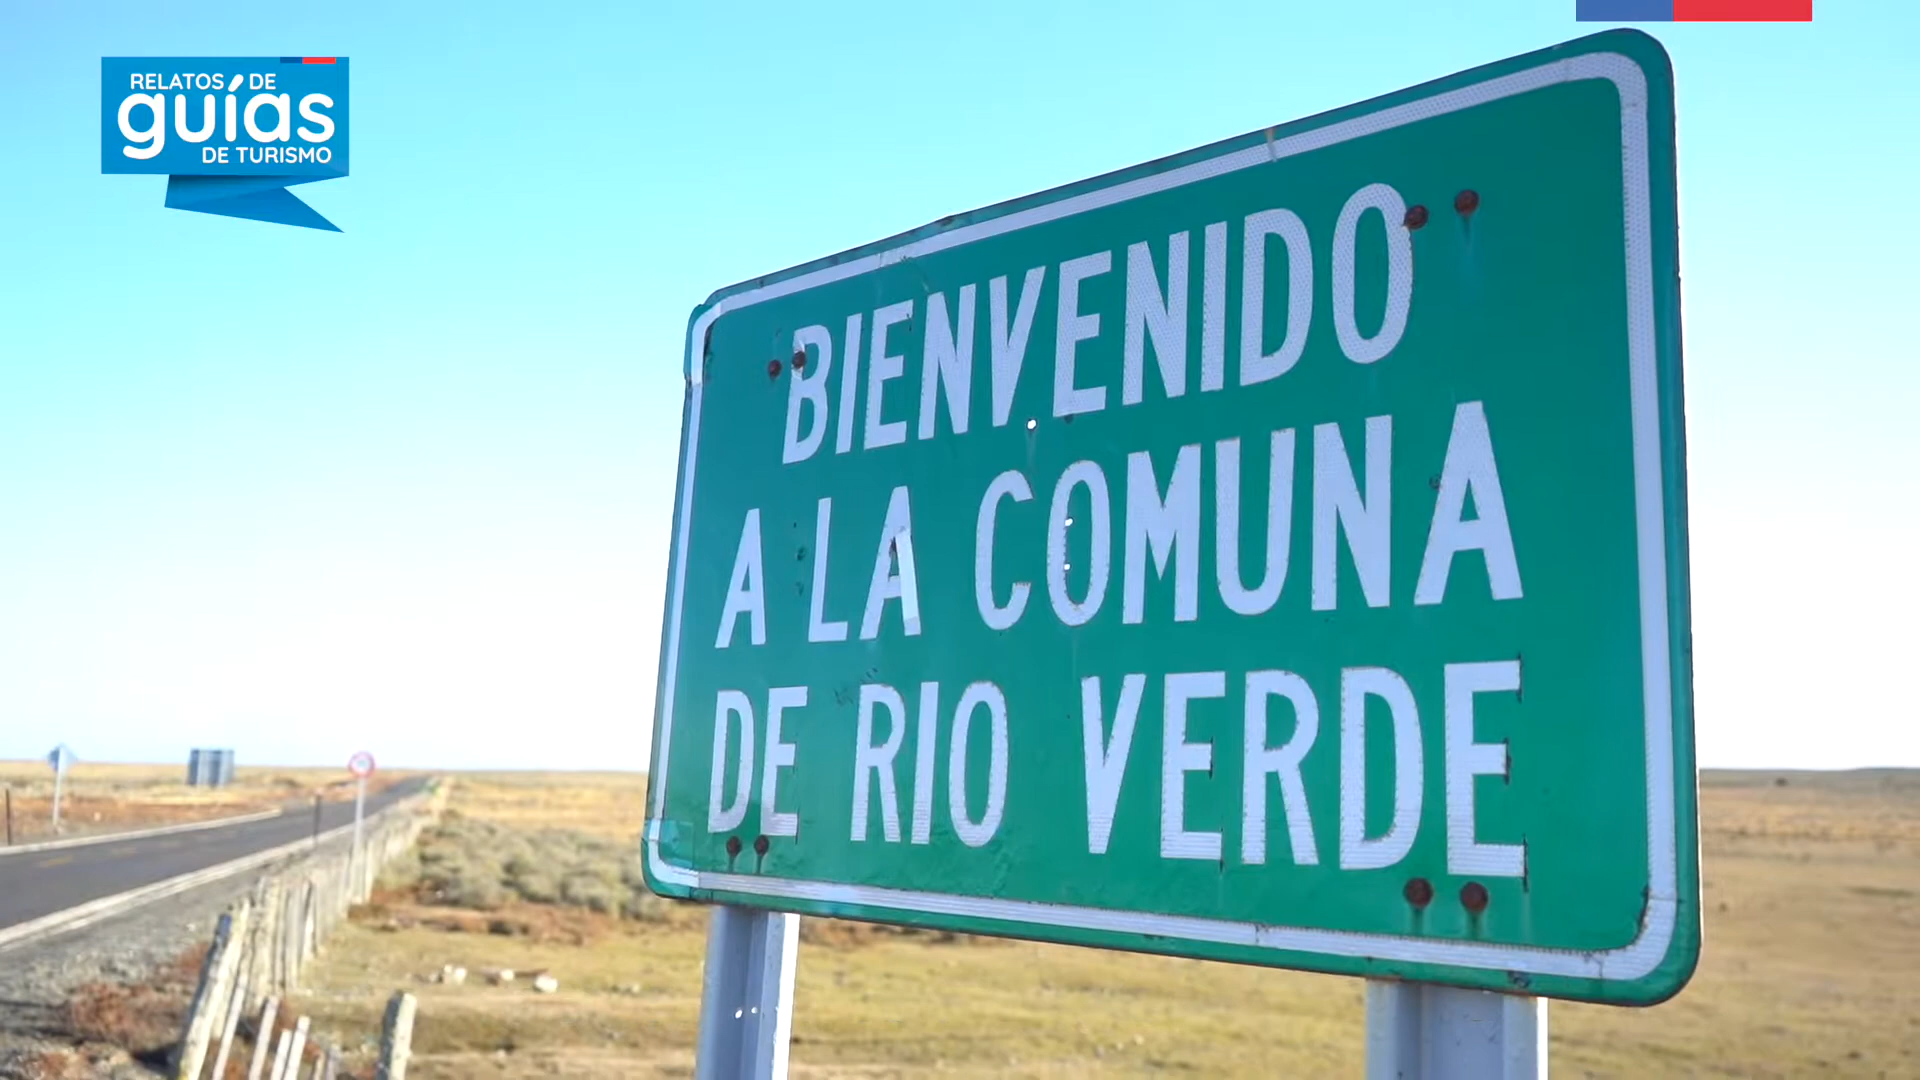 RELATOS DE
guías
DE TURISMO
BIENVENIDO
A LA COMUNA
DE RIO VERDE